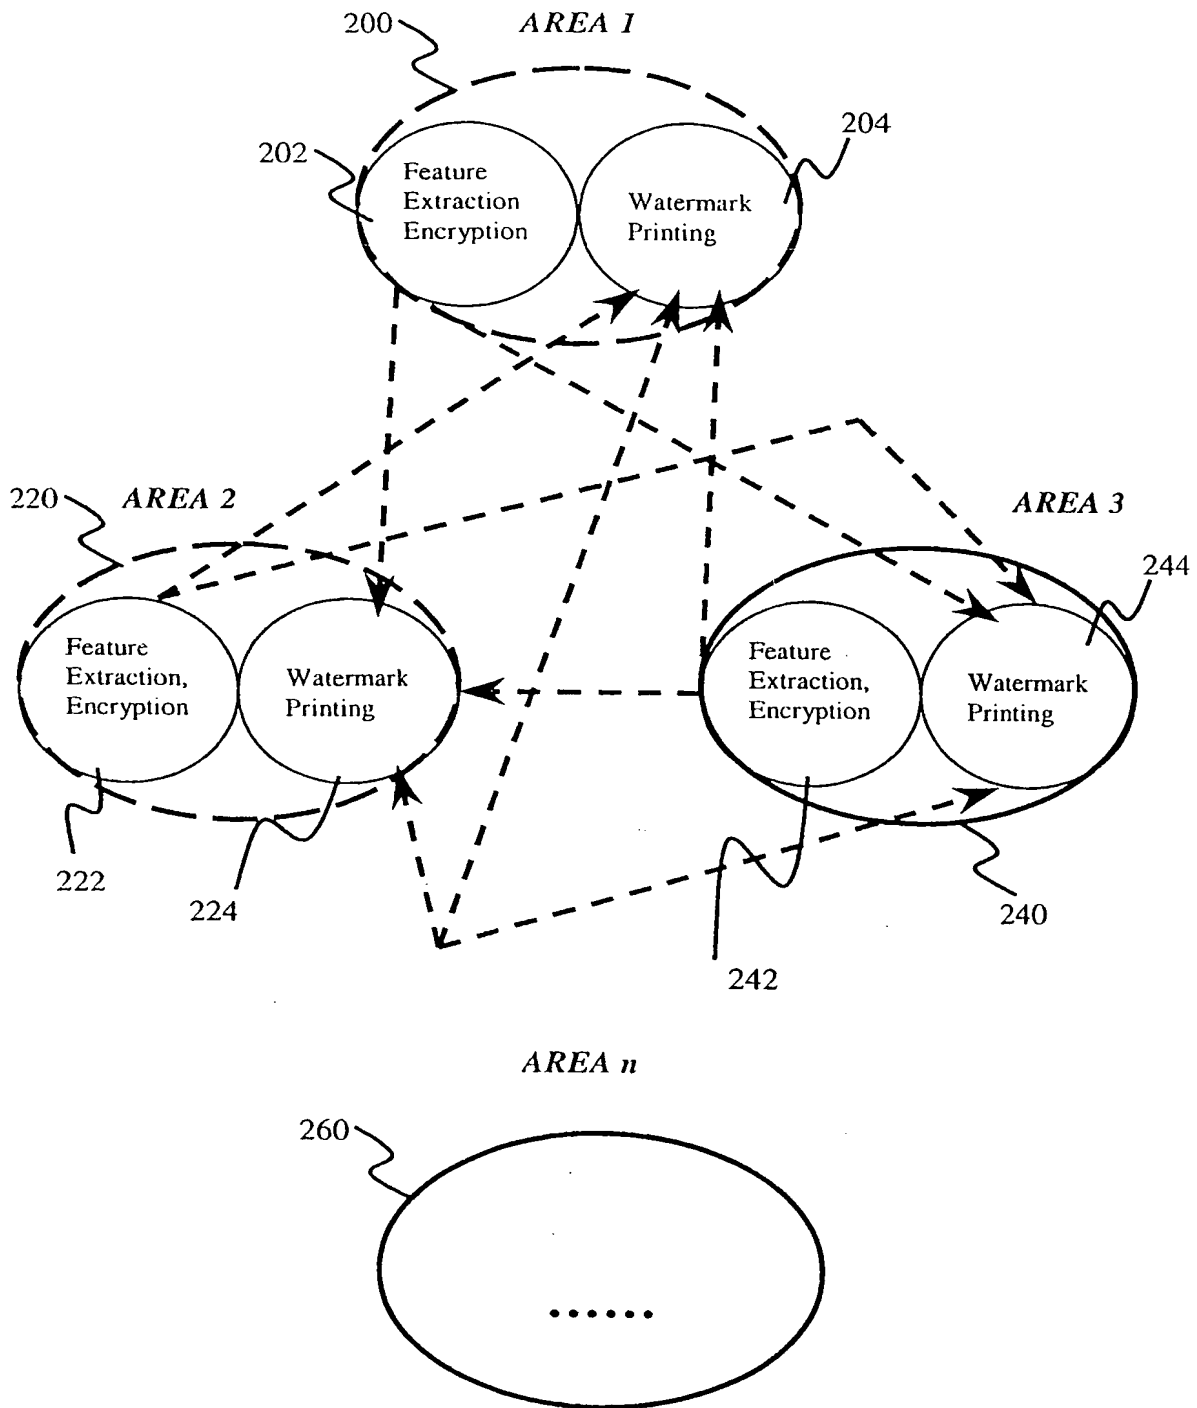 200
AREA 1
204
202
Feature
Extraction
Encryption
Watermark
Printing
220
AREA 2
AREA 3
244
Feature
Extraction,
Encryption
Watermark
Printing
Feature
Extraction,
Encryption
Watermark
Printing
222
224
242
240
AREA n
260
......